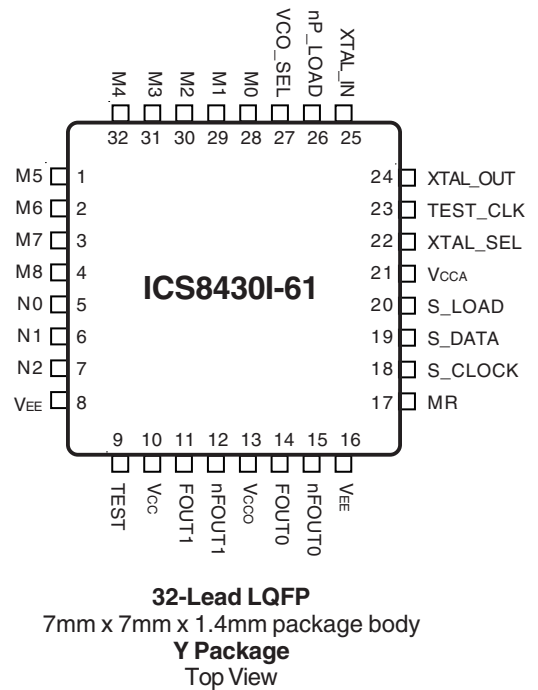 M4 M3 M2 M1 M0 VCO_SEL nP_LOAD XTAL_IN
32 31 30 29 28 27 26 25
M5 1
M6 2
M7 3
M8 4
N0 5
N1 6
N2 7
VEE 8
ICS8430I-61
24 XTAL_OUT
23 TEST_CLK
22 XTAL_SEL
21 VCCA
20 S_LOAD
19 S_DATA
18 S_CLOCK
17 MR
9 10 11 12 13 14 15 16
TEST VCC FOUT1 nFOUT1 VCCO FOUT0 nFOUT0 VEE
32-Lead LQFP
7mm x 7mm x 1.4mm package body
Y Package
Top View